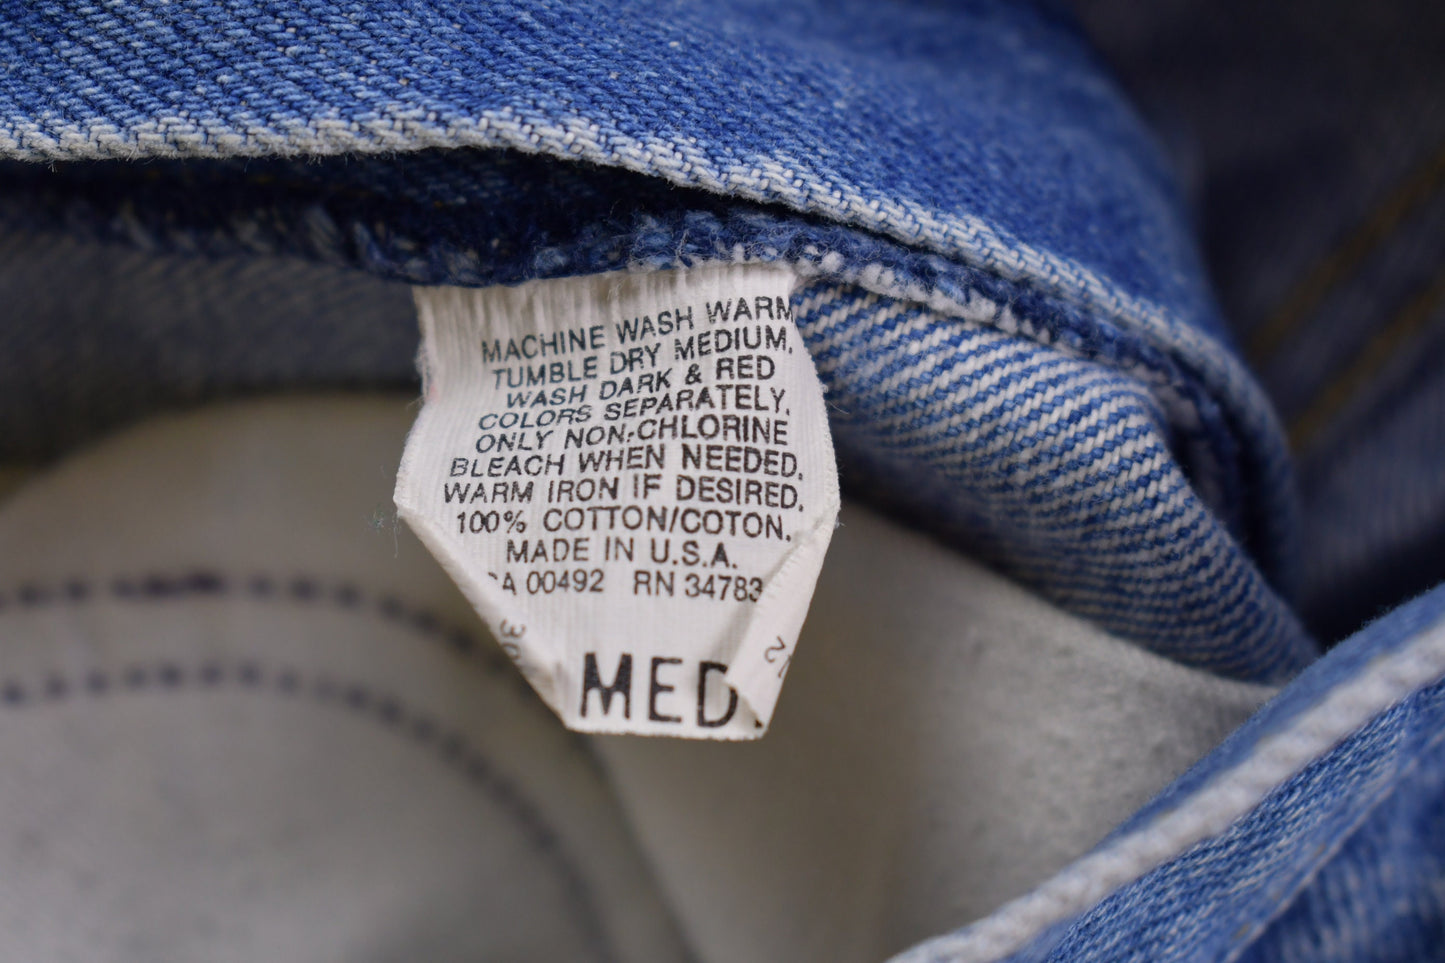 MACHINE WASH WARM
TUMBLE DRY MEDIUM.
WASH DARK & RED
COLORS SEPARATELY.
ONLY NON-CHLORINE
BLEACH WHEN NEEDED.
WARM IRON IF DESIRED.
100% COTTON/COTON.
MADE IN U.S.A.
00492 RN 34783
MED.